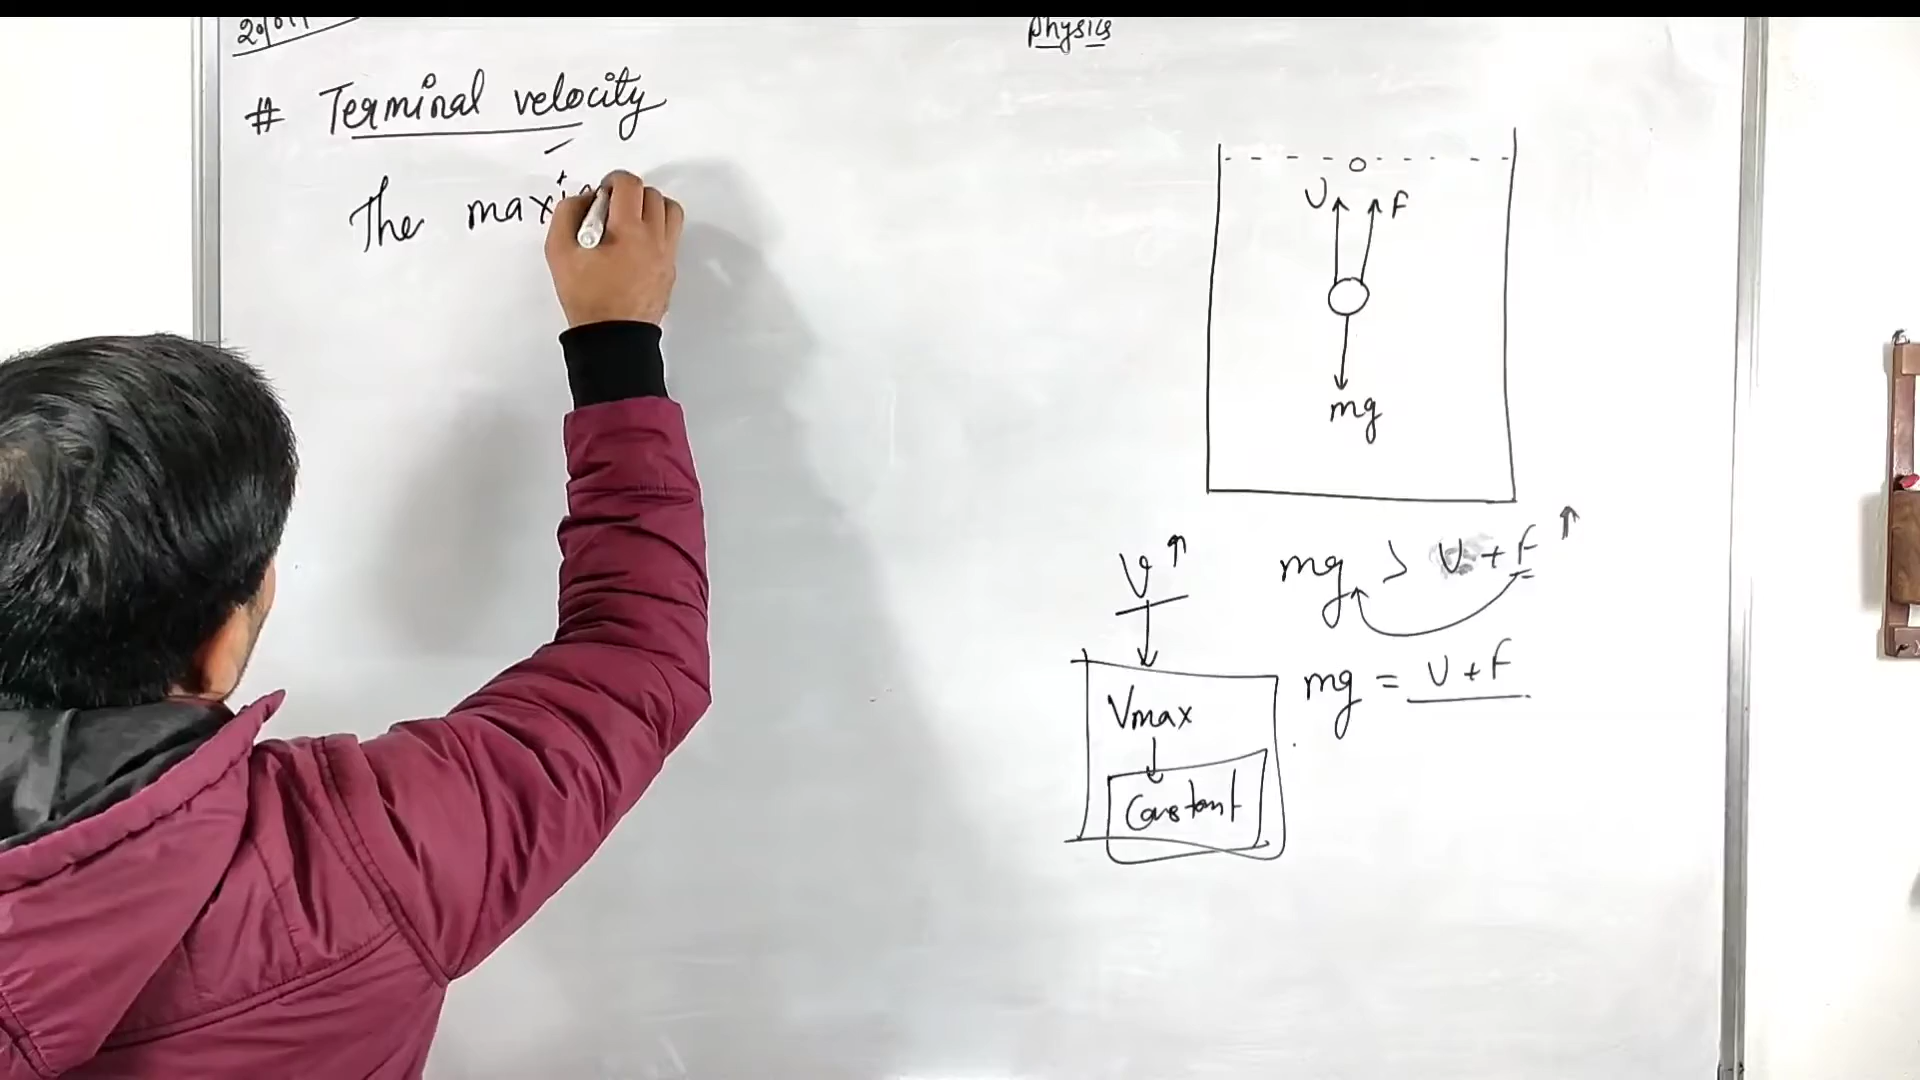 Physics
# Terminal velocity
The maxi
U F
mg
V↑
mg > U + F ↑
mg = U + F
Vmax
Constant